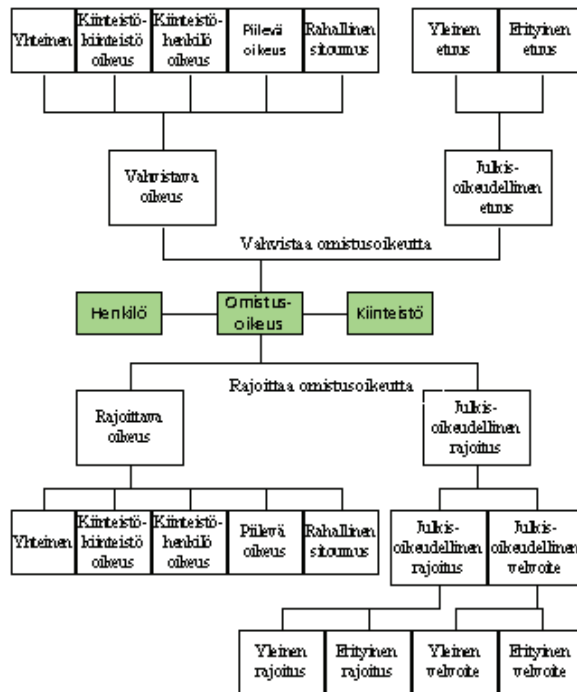 Yhteinen
Kiinteistö-
kiinteistö
oikeus
Kiinteistö-
henkilö
oikeus
Piilevä
oikeus
Rahallinen
sitoumus
Yleinen
etuus
Erityinen
etuus
Vahvistava
oikeus
Julkis-
oikeudellinen
etuus
Vahvistaa omistusoikeutta
Henkilö
Omistus-
oikeus
Kiinteistö
Rajoittaa omistusoikeutta
Rajoittava
oikeus
Julkis-
oikeudellinen
rajoitus
Yhteinen
Kiinteistö-
kiinteistö
oikeus
Kiinteistö-
henkilö
oikeus
Piilevä
oikeus
Rahallinen
sitoumus
Julkis-
oikeudellinen
rajoitus
Julkis-
oikeudellinen
velvoite
Yleinen
rajoitus
Erityinen
rajoitus
Yleinen
velvoite
Erityinen
velvoite